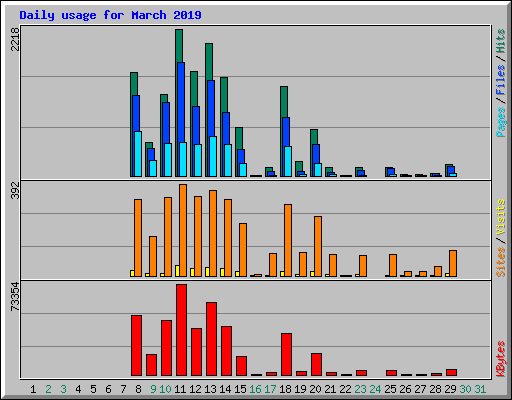 Daily usage for March 2019
2218
Pages / Files / Hits
392
Sites / Visits
73354
KBytes
1 2 3 4 5 6 7 8 9 10 11 12 13 14 15 16 17 18 19 20 21 22 23 24 25 26 27 28 29 30 31